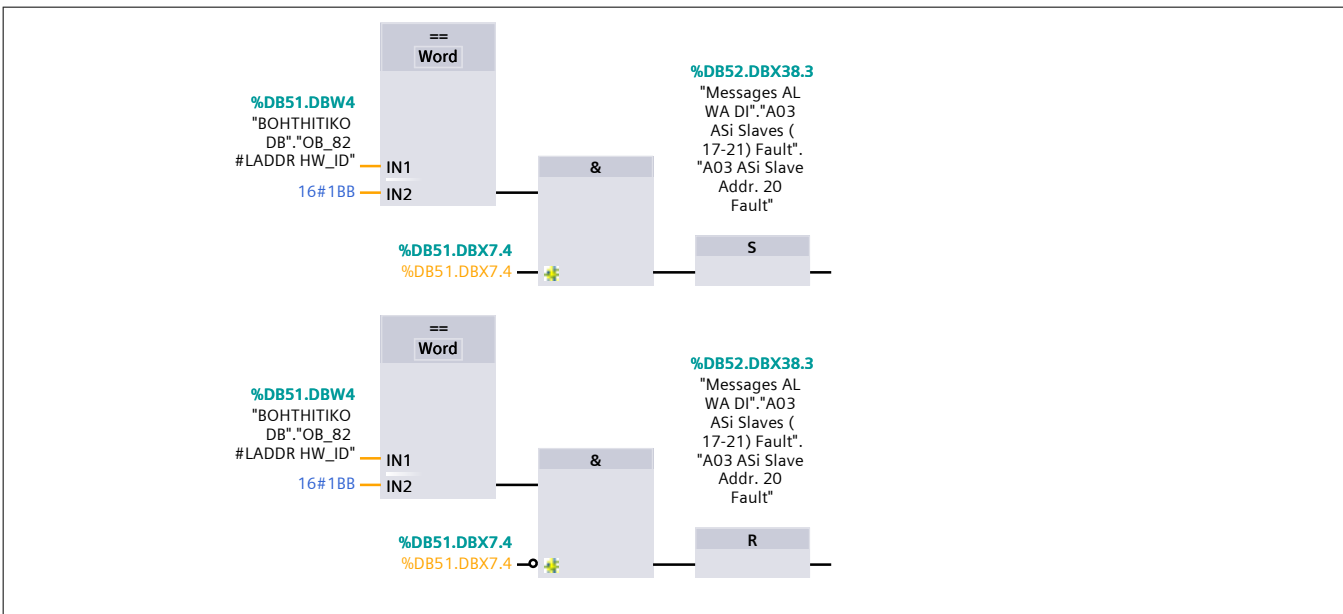 ==
Word
%DB52.DBX38.3
"Messages AL
WA DI"."A03
ASi Slaves (
17-21) Fault".
"A03 ASi Slave
Addr. 20
Fault"
%DB51.DBW4
"BOHTHITIKO
DB"."OB_82
#LADDR HW_ID"
IN1
&
16#1BB
IN2
%DB51.DBX7.4
S
%DB51.DBX7.4
==
Word
%DB52.DBX38.3
"Messages AL
WA DI"."A03
ASi Slaves (
17-21) Fault".
"A03 ASi Slave
Addr. 20
Fault"
%DB51.DBW4
"BOHTHITIKO
DB"."OB_82
#LADDR HW_ID"
IN1
&
16#1BB
IN2
%DB51.DBX7.4
R
%DB51.DBX7.4